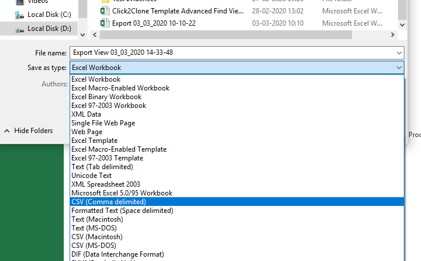 Videos
Local Disk (C:)
Local Disk (D:)
Click2Clone Template Advanced Find Vie... 28-02-2020 13:02 Microsoft Excel W...
Export 03_03_2020 10-10-22 03-03-2020 10:10 Microsoft Excel W...
File name: Export View 03_03_2020 14-33-48
Save as type: Excel Workbook
Authors:
Excel Workbook
Excel Macro-Enabled Workbook
Excel Binary Workbook
Excel 97-2003 Workbook
XML Data
Single File Web Page
Web Page
Excel Template
Excel Macro-Enabled Template
Excel 97-2003 Template
Text (Tab delimited)
Unicode Text
XML Spreadsheet 2003
Microsoft Excel 5.0/95 Workbook
CSV (Comma delimited)
Formatted Text (Space delimited)
Text (Macintosh)
Text (MS-DOS)
CSV (Macintosh)
CSV (MS-DOS)
DIF (Data Interchange Format)
Hide Folders
Proc